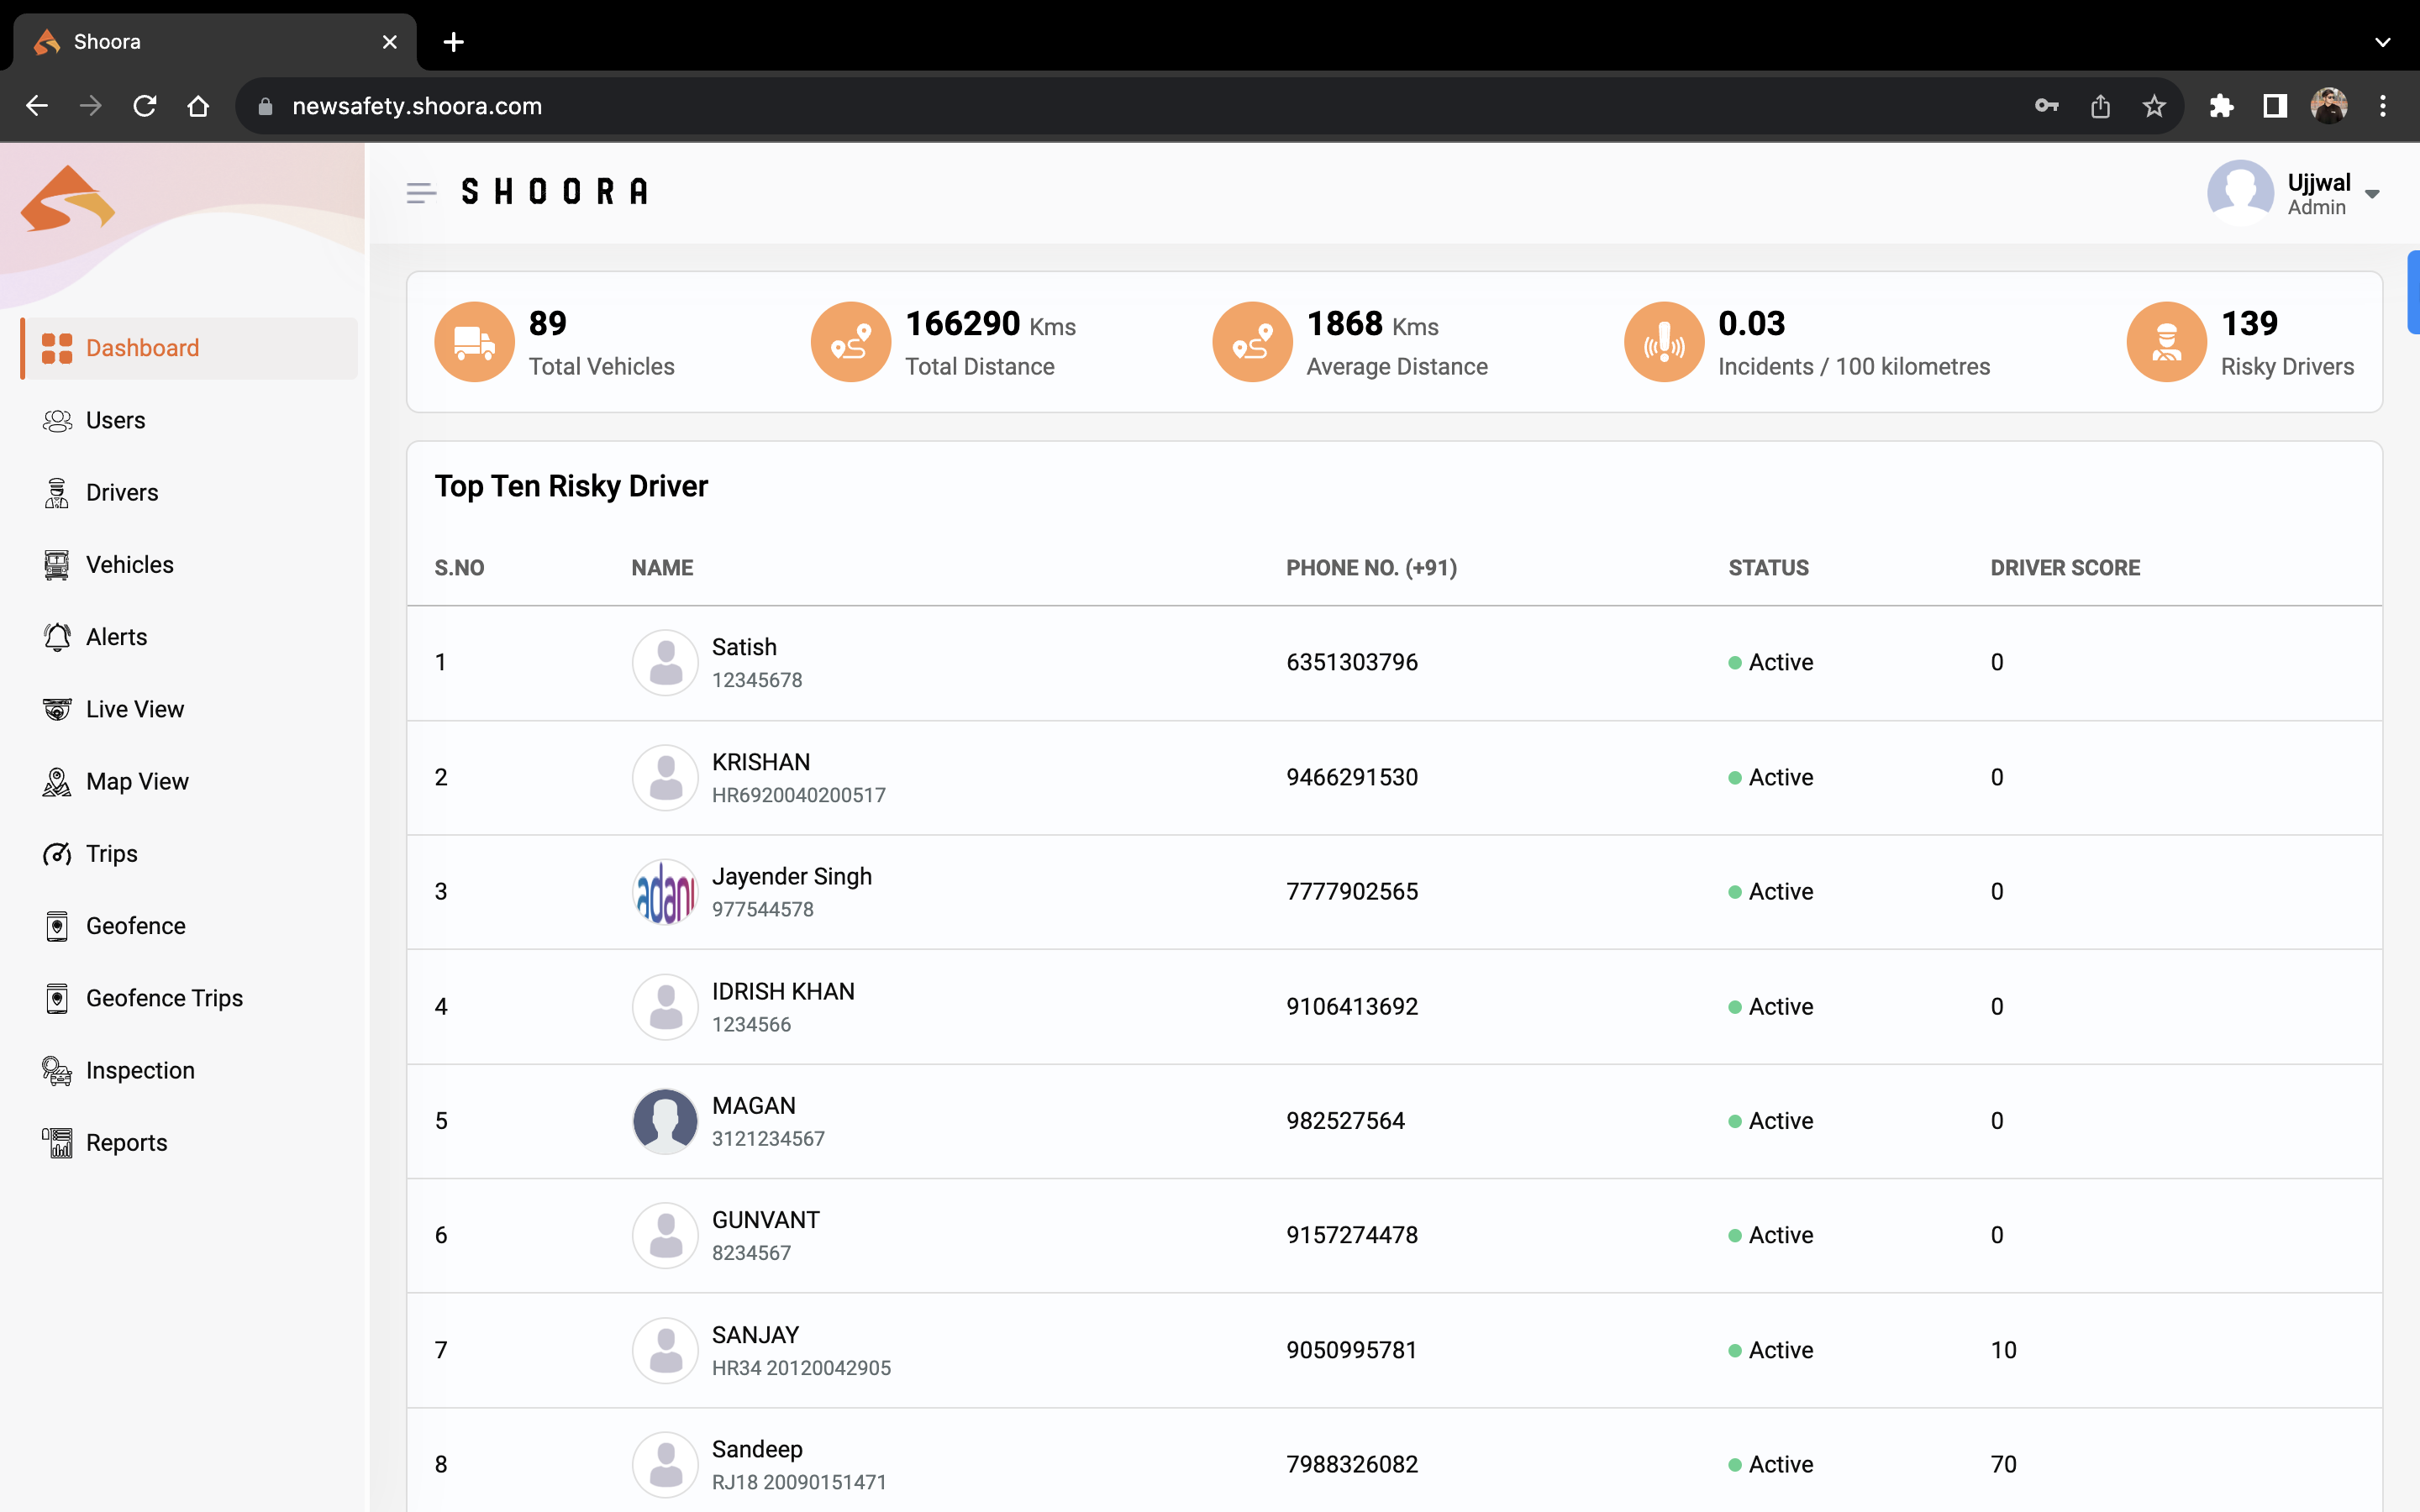 Shoora
newsafety.shoora.com
SHOORA
Ujjwal
Admin
Dashboard
Users
Drivers
Vehicles
Alerts
Live View
Map View
Trips
Geofence
Geofence Trips
Inspection
Reports
89
Total Vehicles
166290 Kms
Total Distance
1868 Kms
Average Distance
0.03
Incidents / 100 kilometres
139
Risky Drivers
Top Ten Risky Driver
S.NO NAME PHONE NO. (+91) STATUS DRIVER SCORE
1 Satish 6351303796 Active 0
12345678
2 KRISHAN 9466291530 Active 0
HR6920040200517
3 adani Jayender Singh 7777902565 Active 0
977544578
4 IDRISH KHAN 9106413692 Active 0
1234566
5 MAGAN 982527564 Active 0
3121234567
6 GUNVANT 9157274478 Active 0
8234567
7 SANJAY 9050995781 Active 10
HR34 20120042905
8 Sandeep 7988326082 Active 70
RJ18 20090151471